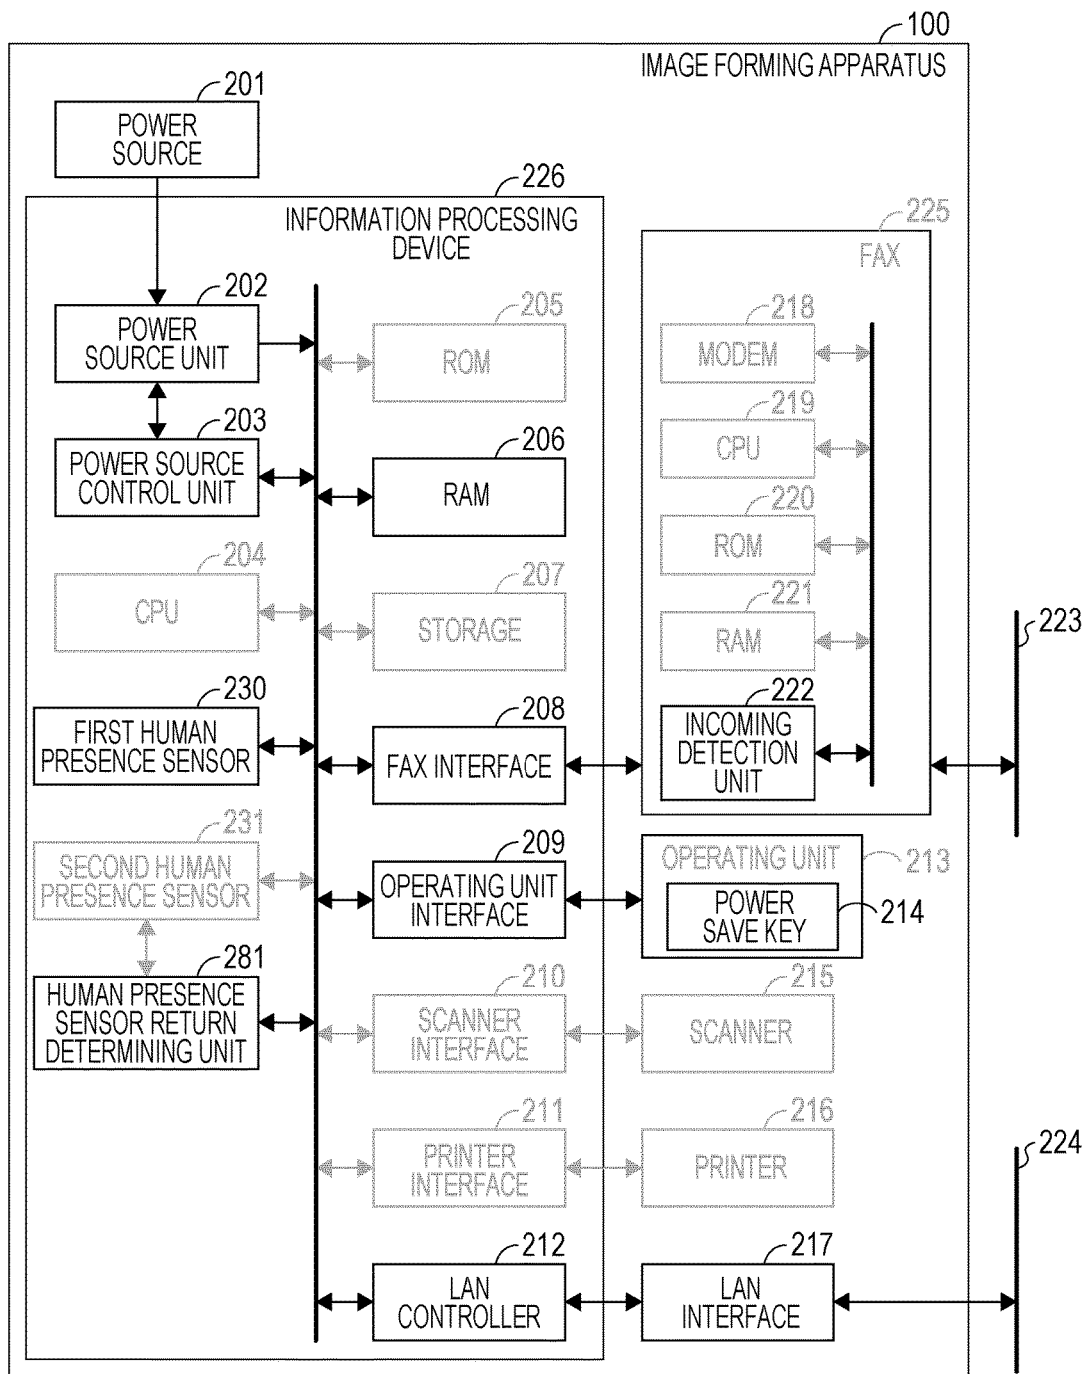 100
IMAGE FORMING APPARATUS
201
POWER
SOURCE
226
INFORMATION PROCESSING
DEVICE
225
FAX
202
POWER
SOURCE UNIT
205
ROM
218
MODEM
203
POWER SOURCE
CONTROL UNIT
206
RAM
219
CPU
220
ROM
204
CPU
207
STORAGE
221
RAM
223
230
FIRST HUMAN
PRESENCE SENSOR
208
FAX INTERFACE
222
INCOMING
DETECTION
UNIT
231
SECOND HUMAN
PRESENCE SENSOR
209
OPERATING UNIT
INTERFACE
OPERATING UNIT
213
POWER
SAVE KEY
214
281
HUMAN PRESENCE
SENSOR RETURN
DETERMINING UNIT
210
SCANNER
INTERFACE
215
SCANNER
211
PRINTER
INTERFACE
216
PRINTER
224
212
LAN
CONTROLLER
217
LAN
INTERFACE